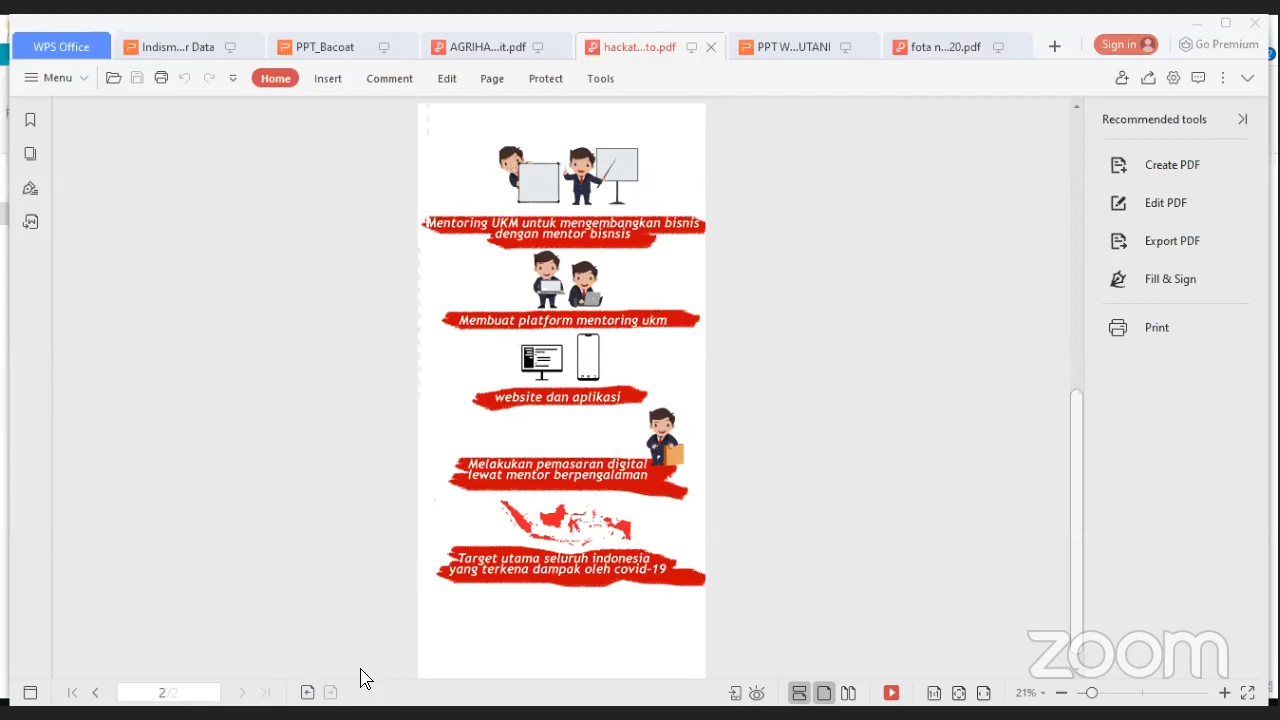 WPS Office
Indism...r Data
PPT_Bacoat
AGRIHA...it.pdf
hackat...to.pdf
PPT W...UTANI
fota n...20.pdf
Sign in
Go Premium
Menu
Home
Insert
Comment
Edit
Page
Protect
Tools
Recommended tools
Create PDF
Edit PDF
Export PDF
Fill & Sign
Print
Mentoring UKM untuk mengembangkan bisnis
dengan mentor bisnsis
Membuat platform mentoring ukm
website dan aplikasi
Melakukan pemasaran digital
lewat mentor berpengalaman
Target utama seluruh indonesia
yang terkena dampak oleh covid-19
zoom
2/2
21%